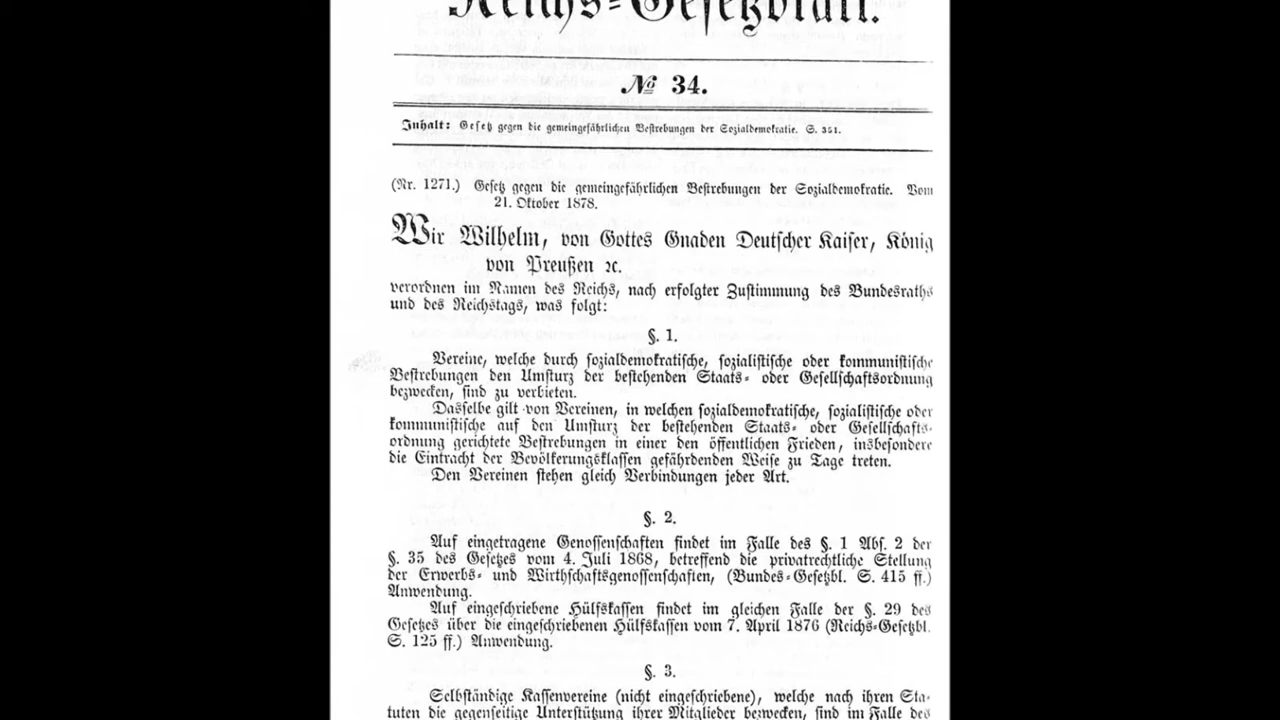 Reichs-Gesetzblatt.
№ 34.
Inhalt: Gesetz gegen die gemeingefährlichen Bestrebungen der Sozialdemokratie. S. 351.
(Nr. 1271.) Gesetz gegen die gemeingefährlichen Bestrebungen der Sozialdemokratie. Vom
21. Oktober 1878.
Wir Wilhelm, von Gottes Gnaden Deutscher Kaiser, König
von Preußen ꝛc.
verordnen im Namen des Reichs, nach erfolgter Zustimmung des Bundesraths
und des Reichstags, was folgt:
§. 1.
Vereine, welche durch sozialdemokratische, sozialistische oder kommunistische
Bestrebungen den Umsturz der bestehenden Staats- oder Gesellschaftsordnung
bezwecken, sind zu verbieten.
Dasselbe gilt von Vereinen, in welchen sozialdemokratische, sozialistische oder
kommunistische auf den Umsturz der bestehenden Staats- oder Gesellschafts-
ordnung gerichtete Bestrebungen in einer den öffentlichen Frieden, insbesondere
die Eintracht der Bevölkerungsklassen gefährdenden Weise zu Tage treten.
Den Vereinen stehen gleich Verbindungen jeder Art.
§. 2.
Auf eingetragene Genossenschaften findet im Falle des §. 1 Abs. 2 der
§. 35 des Gesetzes vom 4. Juli 1868, betreffend die privatrechtliche Stellung
der Erwerbs- und Wirthschaftsgenossenschaften, (Bundes-Gesetzbl. S. 415 ff.)
Anwendung.
Auf eingeschriebene Hülfskassen findet im gleichen Falle der §. 29 des
Gesetzes über die eingeschriebenen Hülfskassen vom 7. April 1876 (Reichs-Gesetzbl.
S. 125 ff.) Anwendung.
§. 3.
Selbständige Kassenvereine (nicht eingeschriebene), welche nach ihren Sta-
tuten die gegenseitige Unterstützung ihrer Mitglieder bezwecken, sind im Falle des